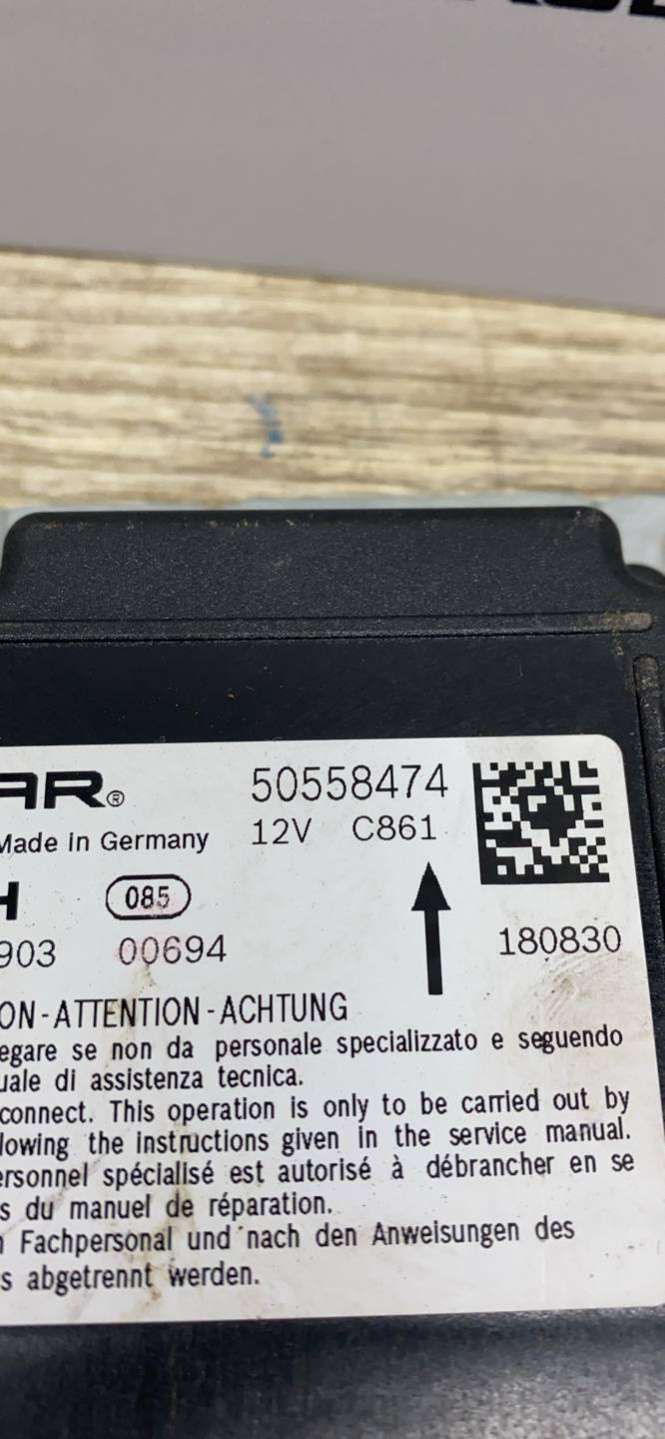 AR®
50558474
Made in Germany
12V C861
H
085
903 00694
180830
ON-ATTENTION-ACHTUNG
egare se non da personale specializzato e seguendo
uale di assistenza tecnica.
connect. This operation is only to be carried out by
lowing the instructions given in the service manual.
ersonnel spécialisé est autorisé à débrancher en se
s du manuel de réparation.
n Fachpersonal und nach den Anweisungen des
s abgetrennt werden.